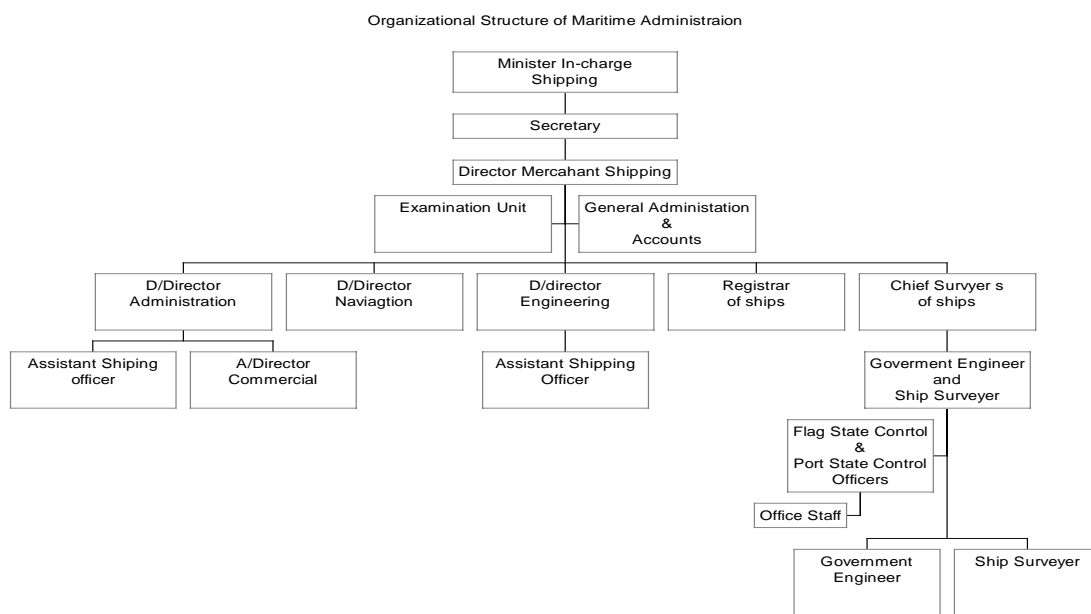 Organizational Structure of Maritime Administraion
Minister In-charge
Shipping
Secretary
Director Mercahant Shipping
Examination Unit
General Administation
&
Accounts
D/Director
Administration
D/Director
Naviagtion
D/director
Engineering
Registrar
of ships
Chief Survyer s
of ships
Assistant Shiping
officer
A/Director
Commercial
Assistant Shipping
Officer
Goverment Engineer
and
Ship Surveyer
Flag State Conrtol
&
Port State Control
Officers
Office Staff
Government
Engineer
Ship Surveyer